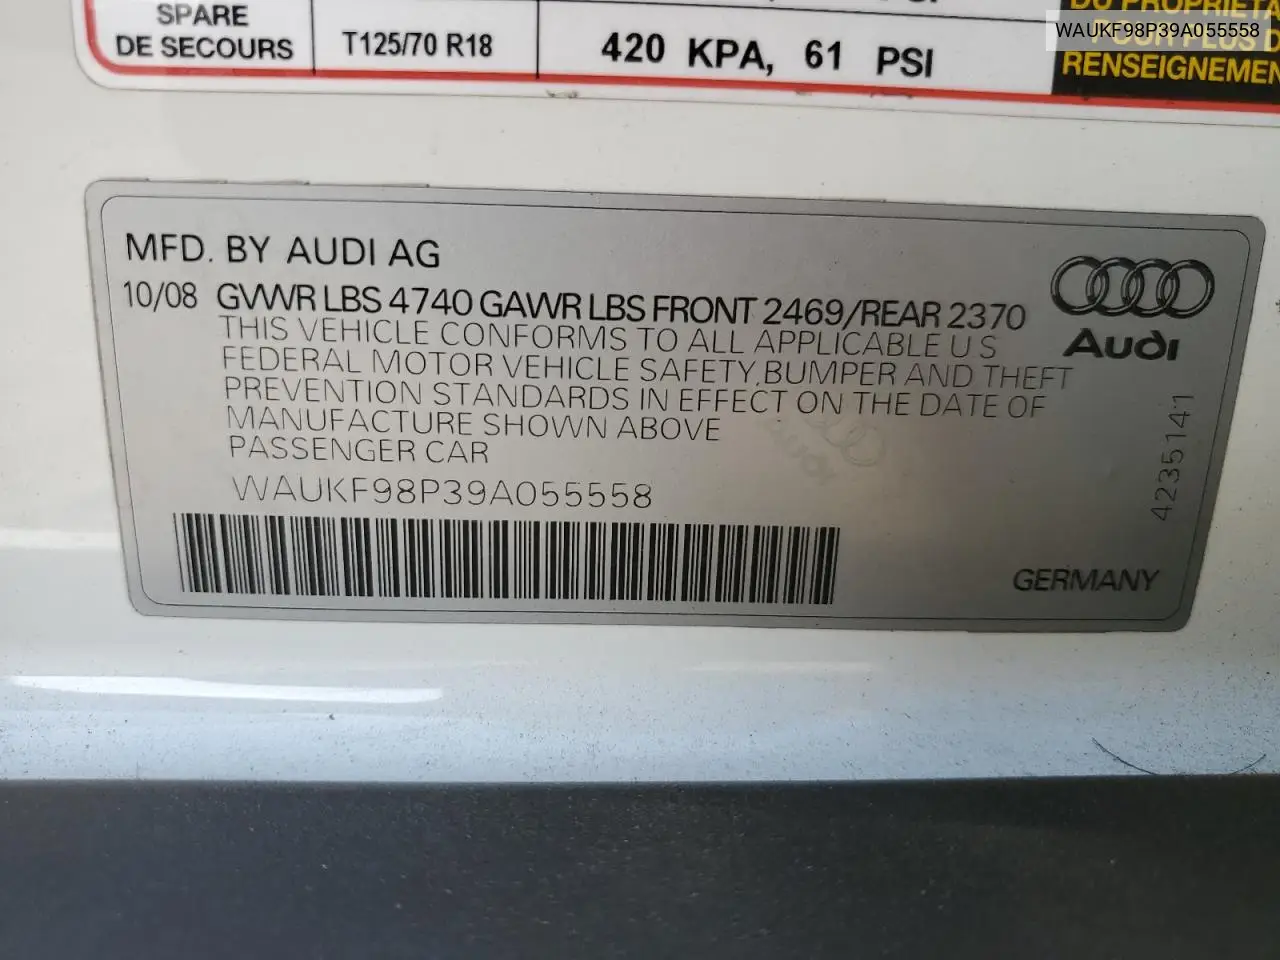 SPARE
DE SECOURS
T125/70 R18
420 KPA, 61 PSI
WAUKF98P39A055558
POUR PLUS D
RENSEIGNEMEN
MFD. BY AUDI AG
10/08 GVWR LBS 4740 GAWR LBS FRONT 2469/REAR 2370
THIS VEHICLE CONFORMS TO ALL APPLICABLE U S
FEDERAL MOTOR VEHICLE SAFETY,BUMPER AND THEFT
PREVENTION STANDARDS IN EFFECT ON THE DATE OF
MANUFACTURE SHOWN ABOVE
PASSENGER CAR
WAUKF98P39A055558
Audi
4235141
GERMANY